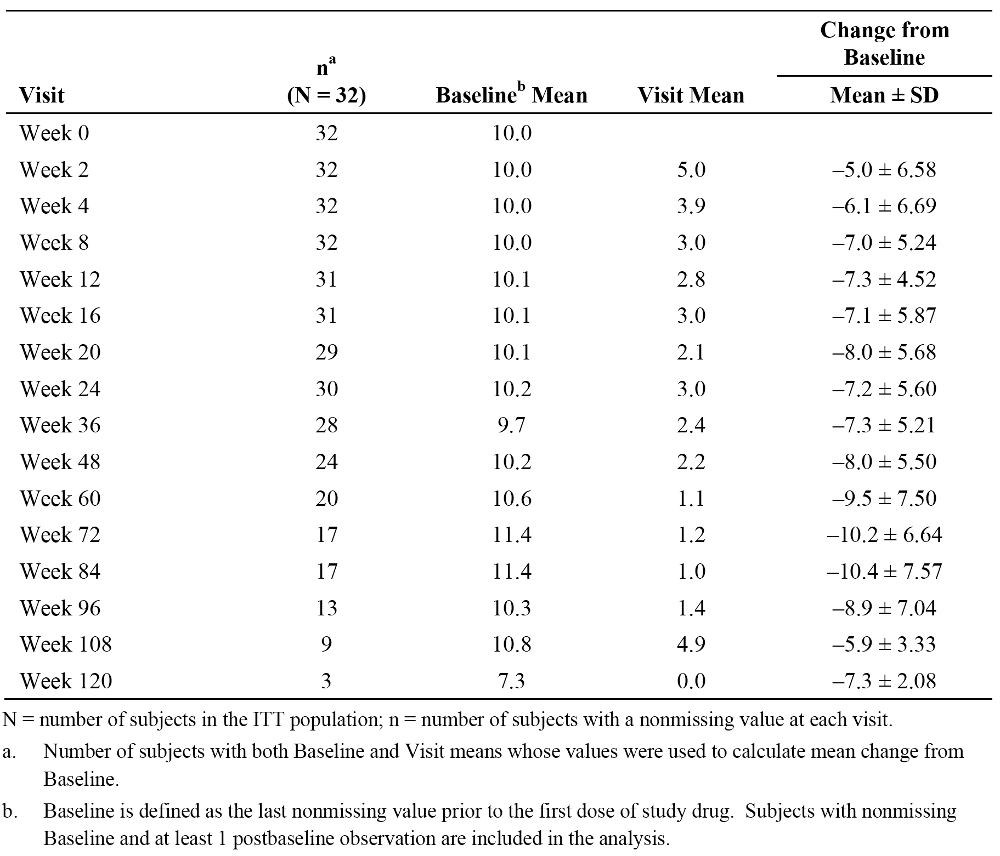 Change from
Baseline
nᵃ
Visit (N = 32) Baselineᵇ Mean Visit Mean Mean ± SD
Week 0 32 10.0
Week 2 32 10.0 5.0 –5.0 ± 6.58
Week 4 32 10.0 3.9 –6.1 ± 6.69
Week 8 32 10.0 3.0 –7.0 ± 5.24
Week 12 31 10.1 2.8 –7.3 ± 4.52
Week 16 31 10.1 3.0 –7.1 ± 5.87
Week 20 29 10.1 2.1 –8.0 ± 5.68
Week 24 30 10.2 3.0 –7.2 ± 5.60
Week 36 28 9.7 2.4 –7.3 ± 5.21
Week 48 24 10.2 2.2 –8.0 ± 5.50
Week 60 20 10.6 1.1 –9.5 ± 7.50
Week 72 17 11.4 1.2 –10.2 ± 6.64
Week 84 17 11.4 1.0 –10.4 ± 7.57
Week 96 13 10.3 1.4 –8.9 ± 7.04
Week 108 9 10.8 4.9 –5.9 ± 3.33
Week 120 3 7.3 0.0 –7.3 ± 2.08
N = number of subjects in the ITT population; n = number of subjects with a nonmissing value at each visit.
a. Number of subjects with both Baseline and Visit means whose values were used to calculate mean change from
Baseline.
b. Baseline is defined as the last nonmissing value prior to the first dose of study drug. Subjects with nonmissing
Baseline and at least 1 postbaseline observation are included in the analysis.